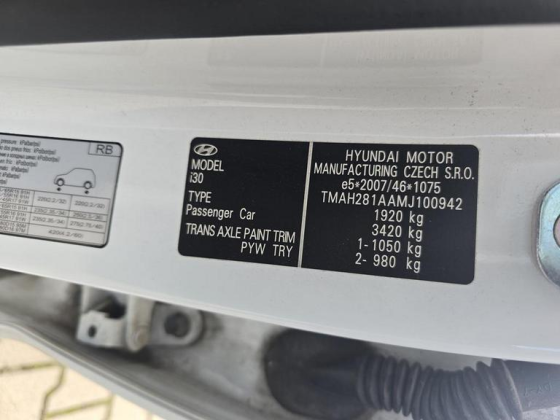 RB
MODEL
i30
TYPE
Passenger Car
TRANS AXLE PAINT TRIM
PYW TRY
HYUNDAI MOTOR
MANUFACTURING CZECH S.R.O.
e5*2007/46*1075
TMAH281AAMJ100942
1920 kg
3420 kg
1-1050 kg
2- 980 kg